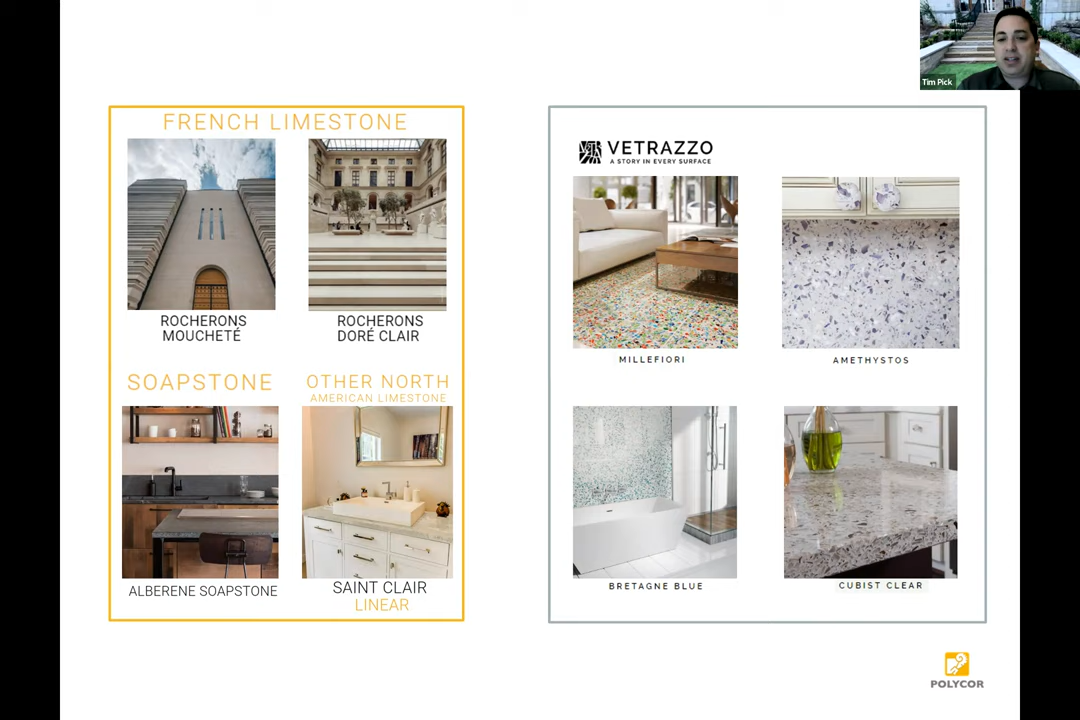 Tim Pick
FRENCH LIMESTONE
ROCHERONS
MOUCHETÉ
ROCHERONS
DORÉ CLAIR
SOAPSTONE
OTHER NORTH
AMERICAN LIMESTONE
ALBERENE SOAPSTONE
SAINT CLAIR
LINEAR
VETRAZZO
A STORY IN EVERY SURFACE
MILLEFIORI
AMETHYSTOS
BRETAGNE BLUE
CUBIST CLEAR
POLYCOR